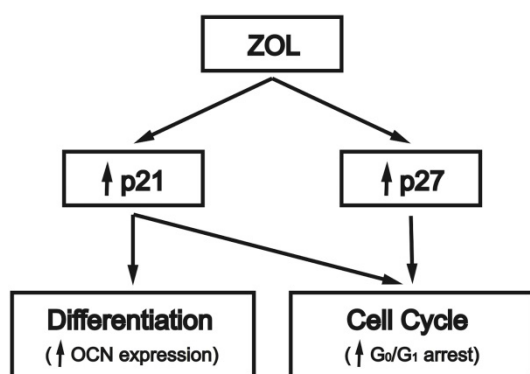 ZOL
↑ p21
↑ p27
Differentiation
(↑ OCN expression)
Cell Cycle
(↑ G₀/G₁ arrest)